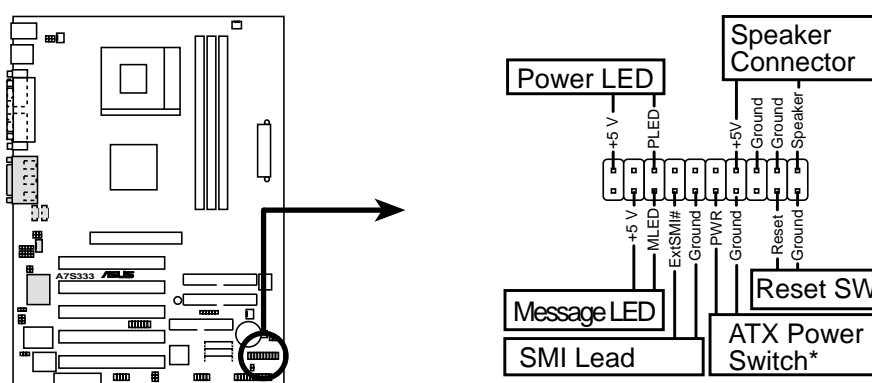 A7S333 ASUS
Power LED
Speaker
Connector
+5 V
PLED
+5V
Ground
Ground
Speaker
+5 V
MLED
ExtSMI#
Ground
PWR
Ground
Reset
Ground
Message LED
SMI Lead
Reset SW
ATX Power
Switch*